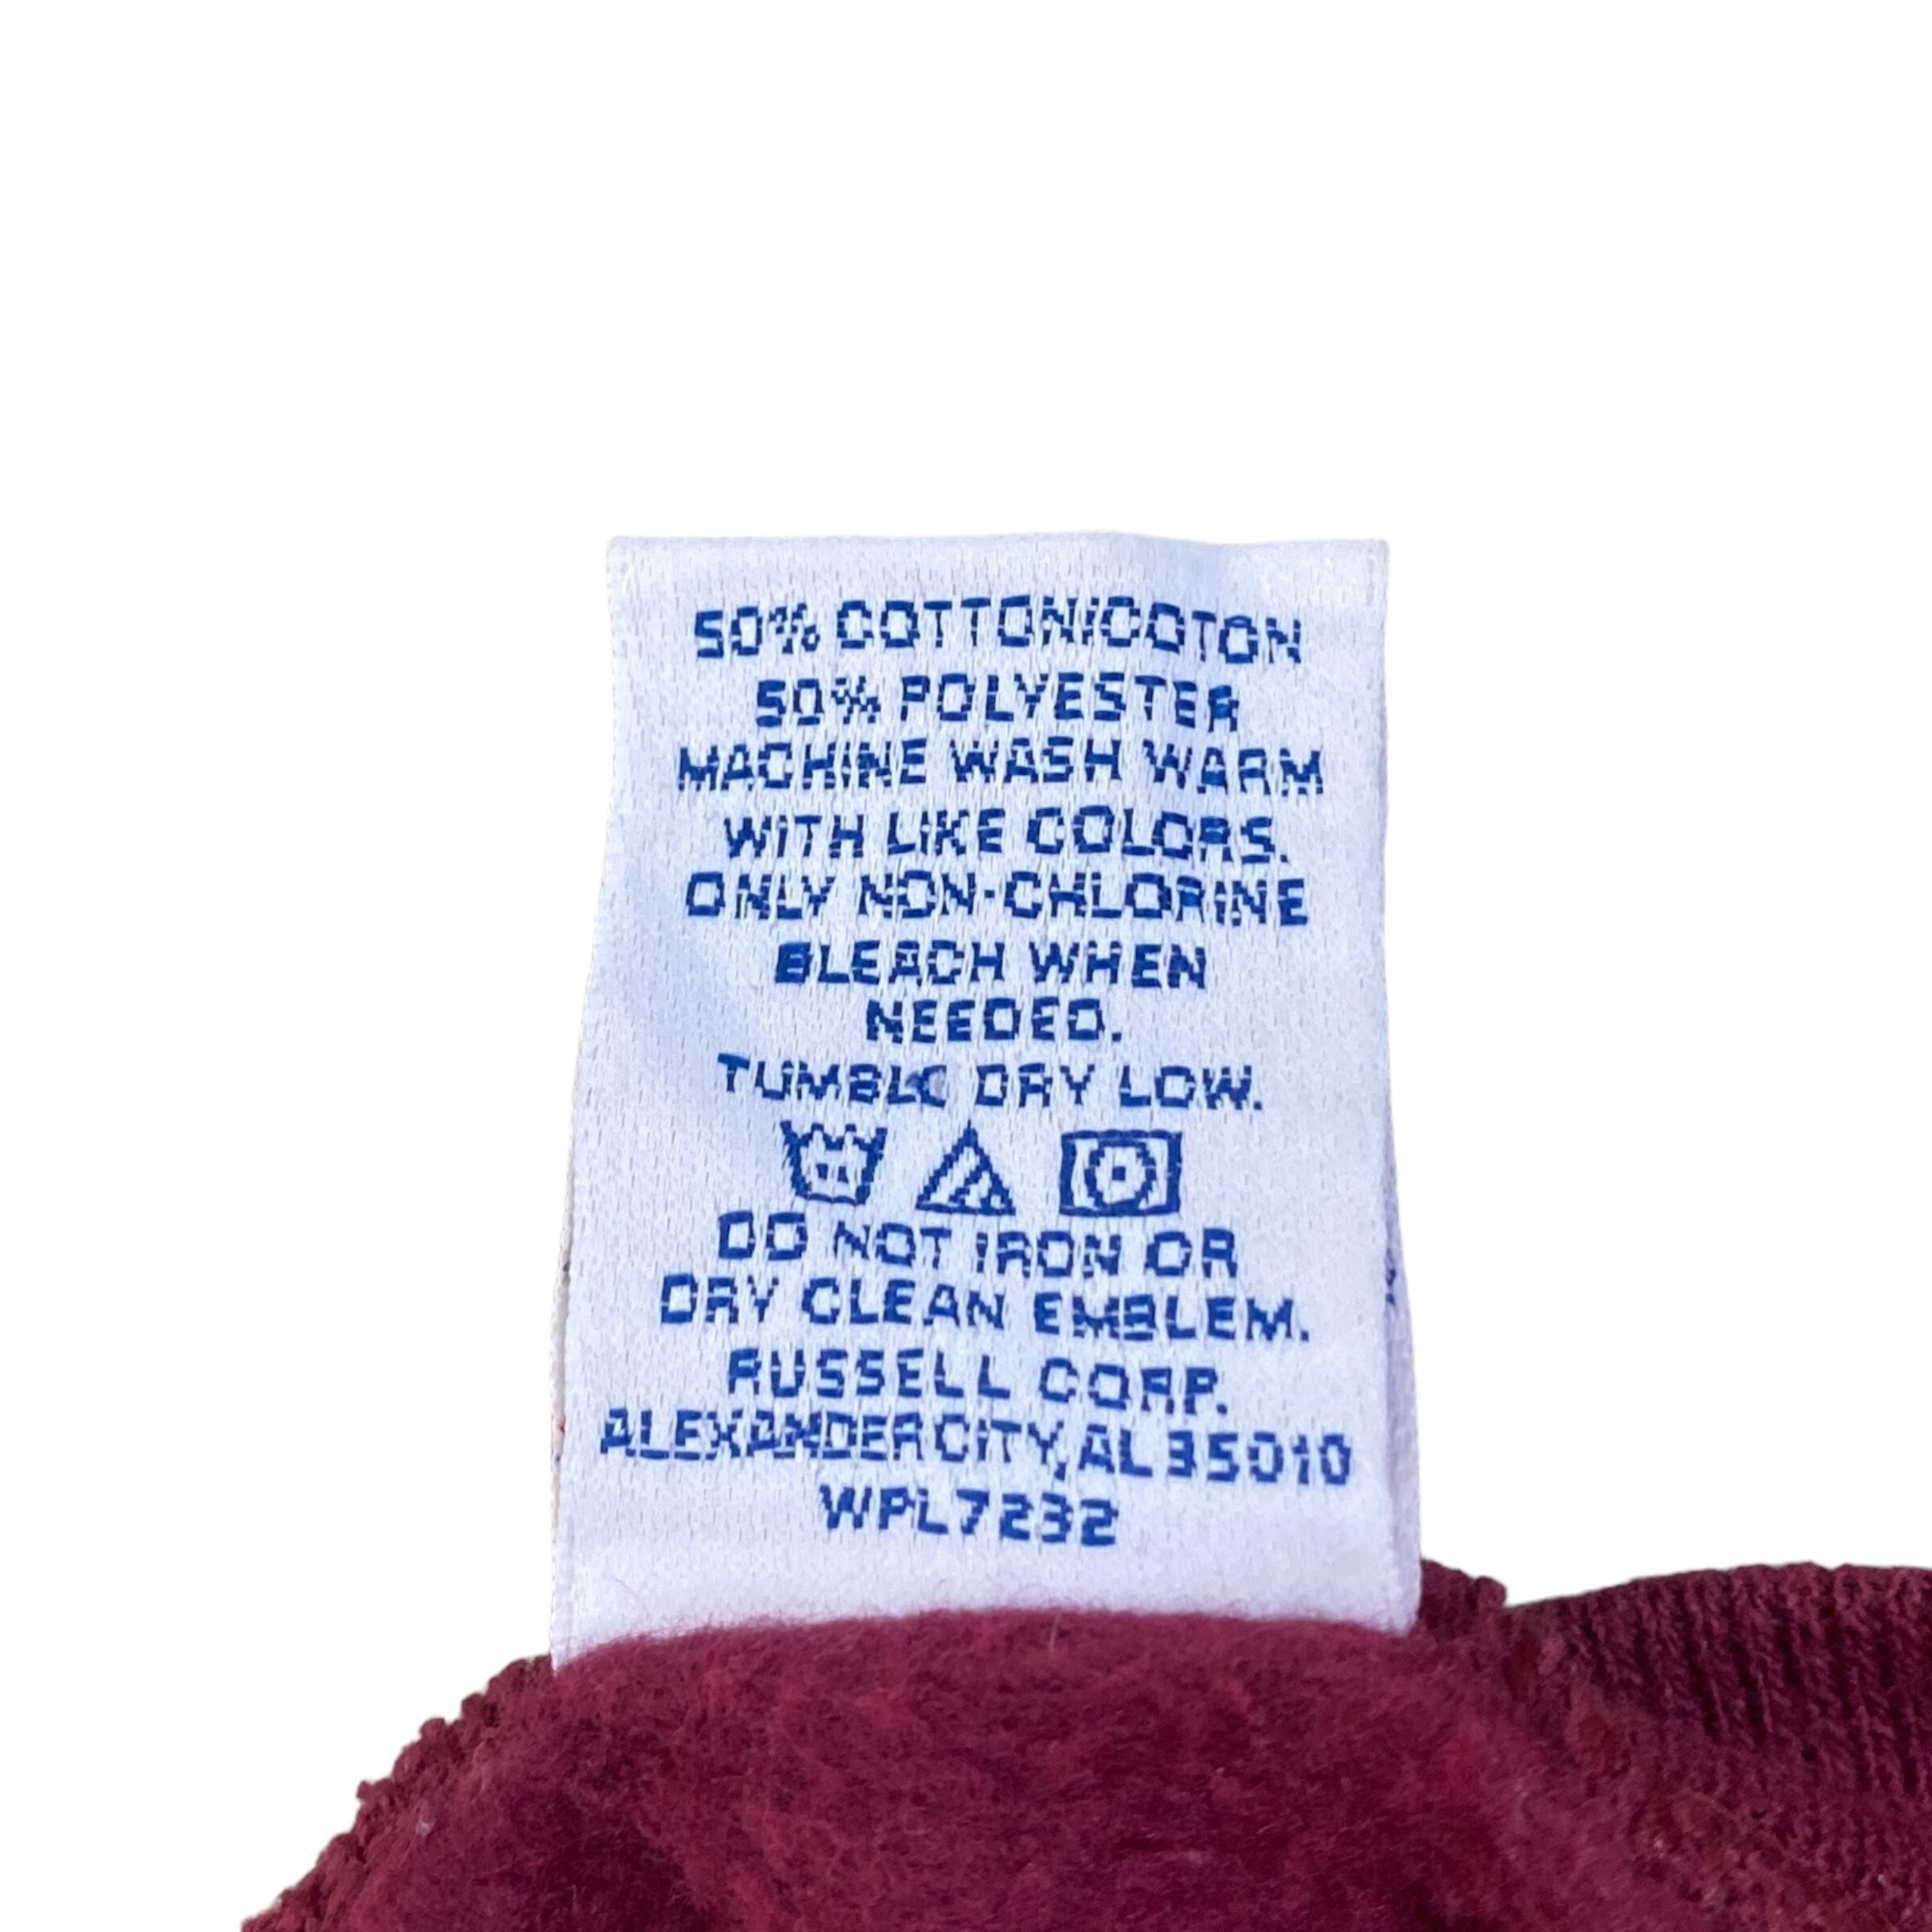 50% COTTON/COTON
50% POLYESTER
MACHINE WASH WARM
WITH LIKE COLORS.
ONLY NON-CHLORINE
BLEACH WHEN
NEEDED.
TUMBLE DRY LOW.
DO NOT IRON OR
DRY CLEAN EMBLEM.
RUSSELL CORP.
ALEXANDER CITY, AL 35010
WPL7232